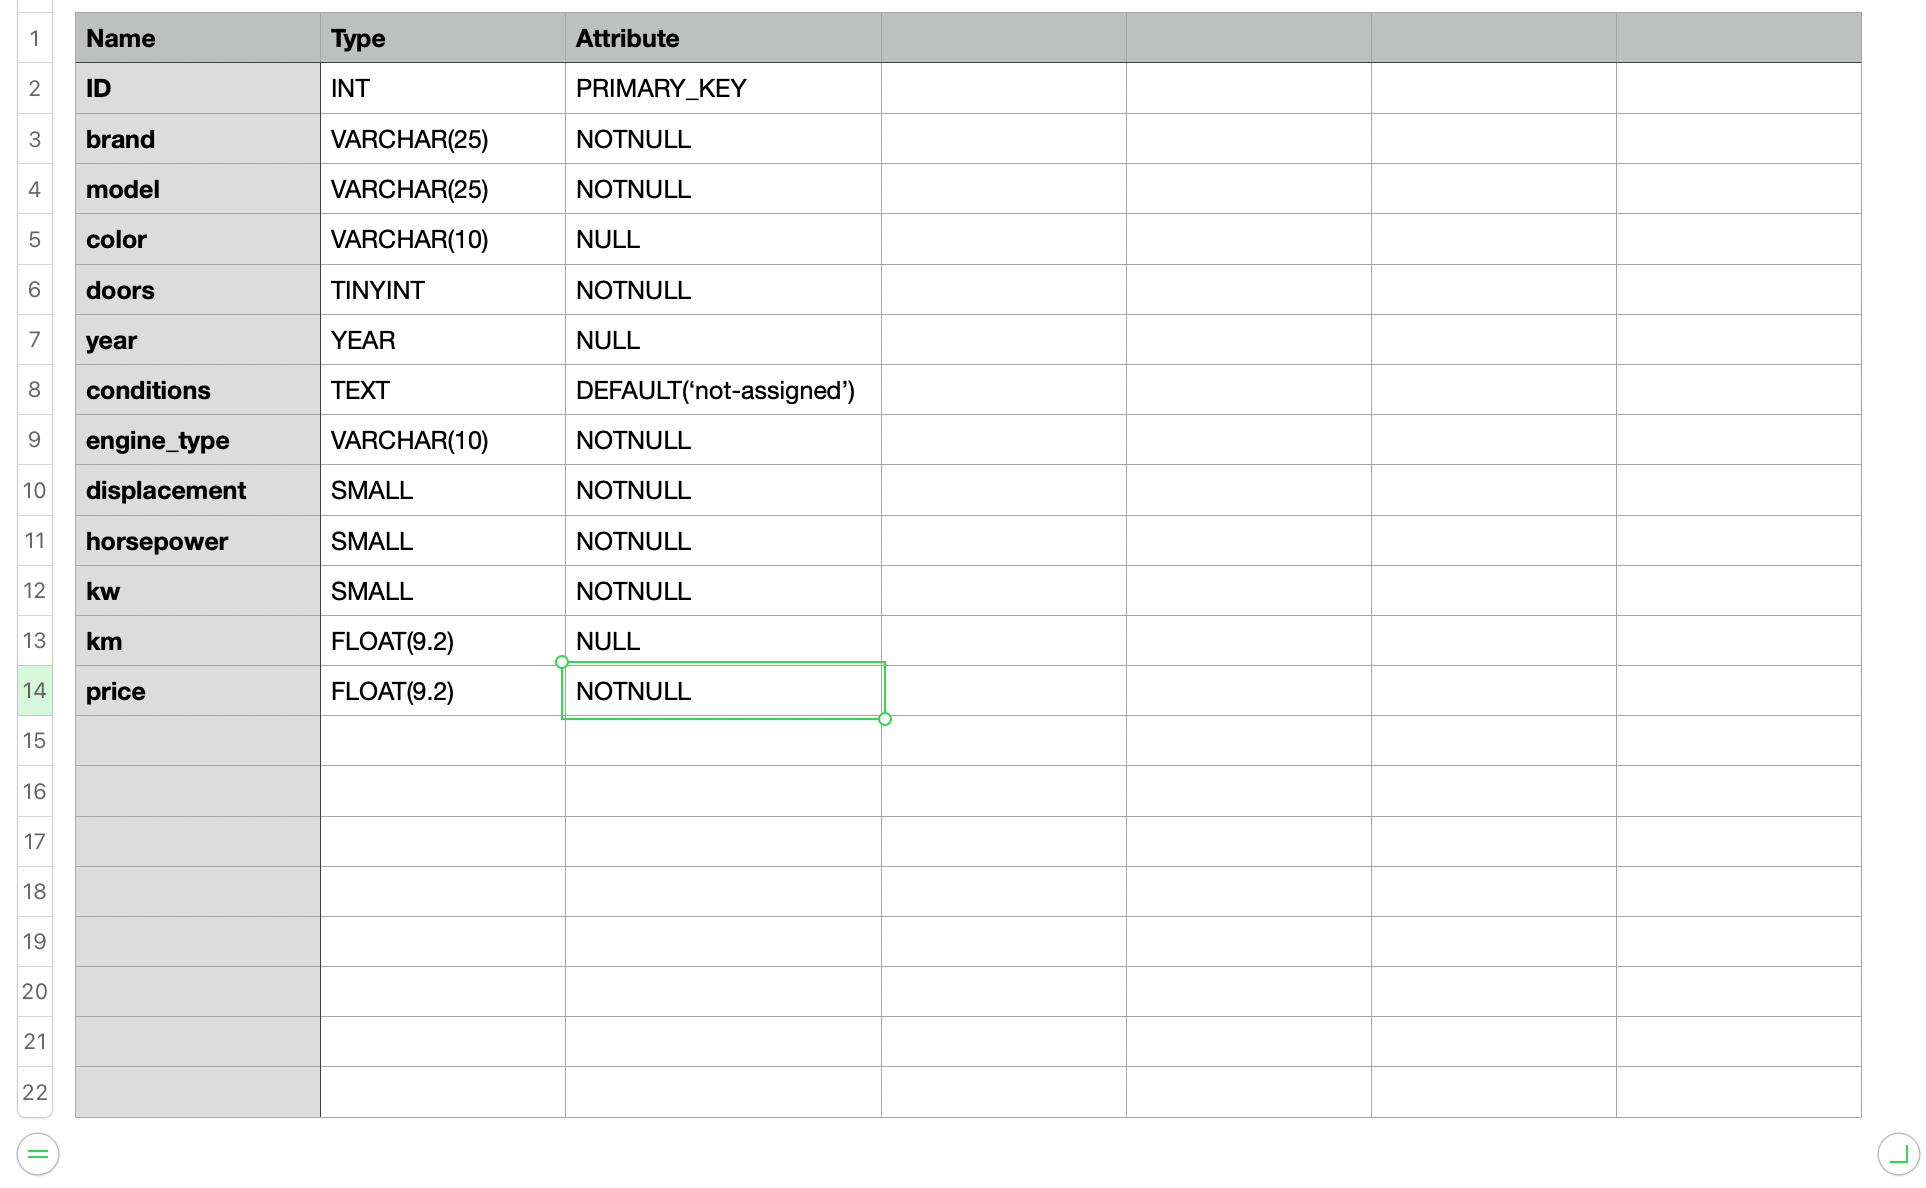 1 Name Type Attribute
2 ID INT PRIMARY_KEY
3 brand VARCHAR(25) NOTNULL
4 model VARCHAR(25) NOTNULL
5 color VARCHAR(10) NULL
6 doors TINYINT NOTNULL
7 year YEAR NULL
8 conditions TEXT DEFAULT(‘not-assigned’)
9 engine_type VARCHAR(10) NOTNULL
10 displacement SMALL NOTNULL
11 horsepower SMALL NOTNULL
12 kw SMALL NOTNULL
13 km FLOAT(9.2) NULL
14 price FLOAT(9.2) NOTNULL
15
16
17
18
19
20
21
22